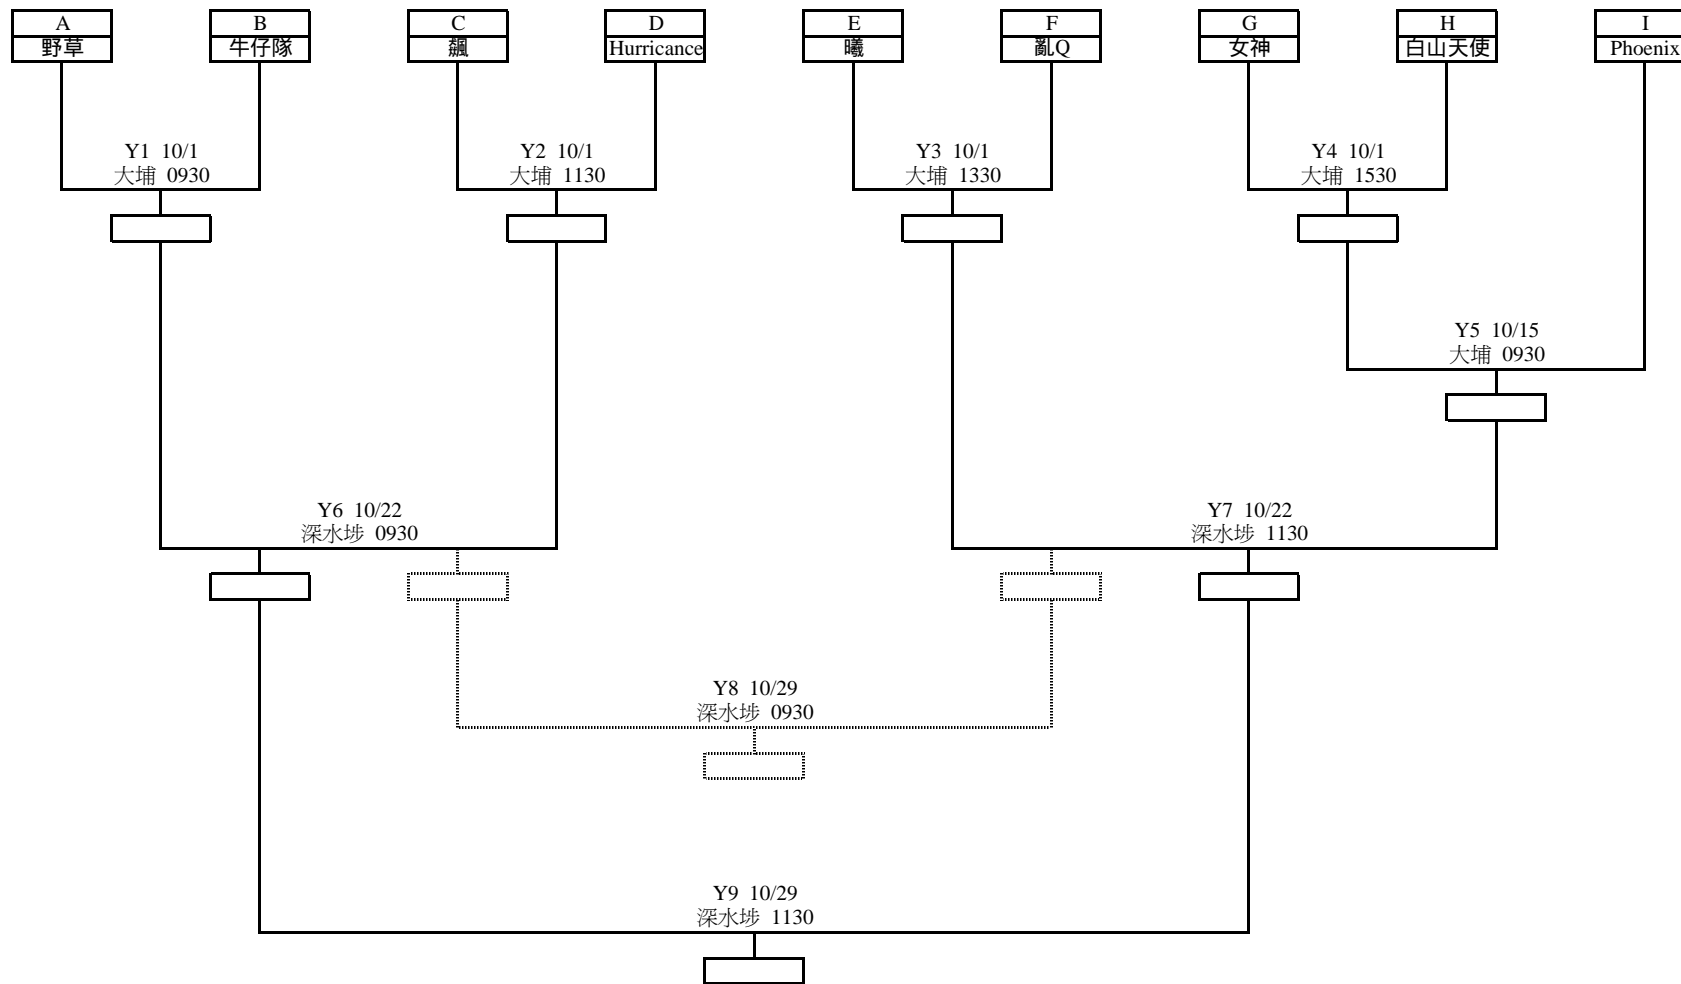 A B C D E F G H I
野草 牛仔隊 飆 Hurricance 曦 亂Q 女神 白山天使 Phoenix
Y1 10/1 Y2 10/1 Y3 10/1 Y4 10/1
大埔 0930 大埔 1130 大埔 1330 大埔 1530
Y5 10/15
大埔 0930
Y6 10/22 Y7 10/22
深水埗 0930 深水埗 1130
Y8 10/29
深水埗 0930
Y9 10/29
深水埗 1130